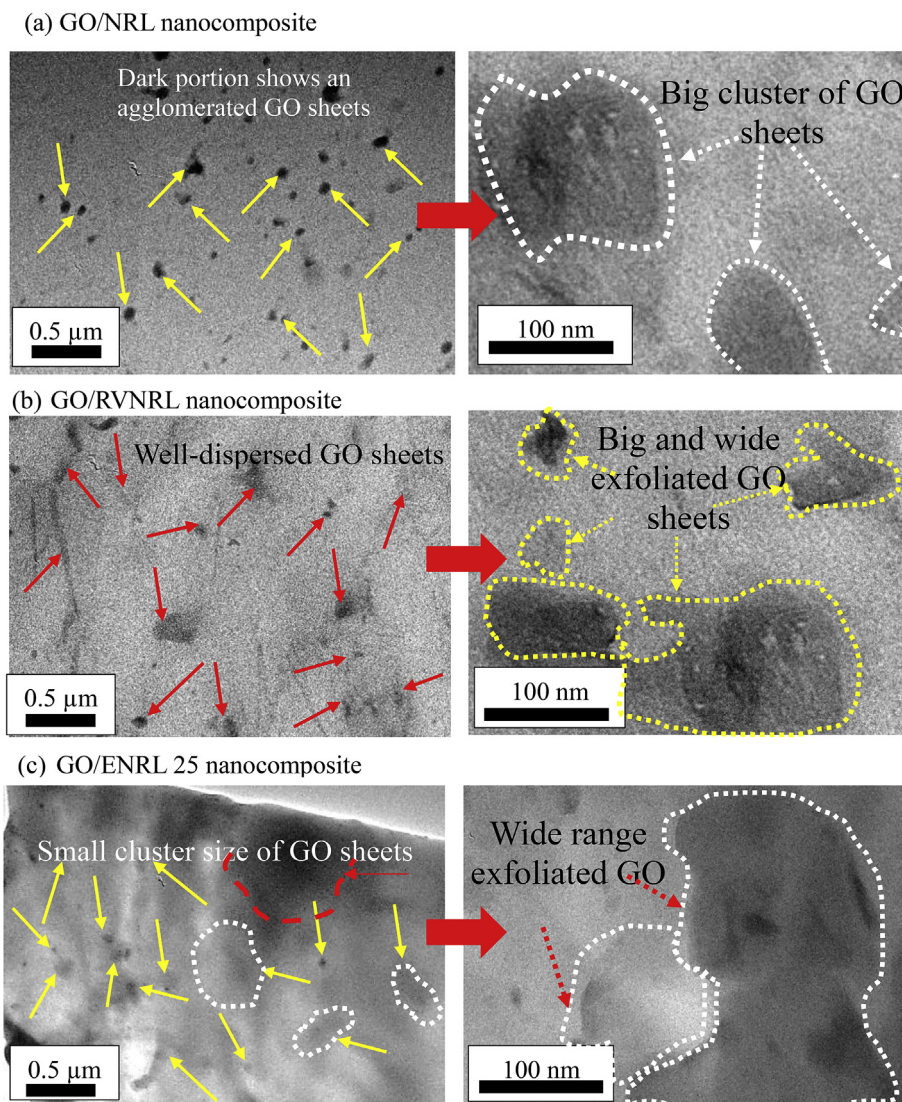 (a) GO/NRL nanocomposite
Dark portion shows an
agglomerated GO sheets
0.5 µm
Big cluster of GO
sheets
100 nm
(b) GO/RVNRL nanocomposite
Well-dispersed GO sheets
0.5 µm
Big and wide
exfoliated GO
sheets
100 nm
(c) GO/ENRL 25 nanocomposite
Small cluster size of GO sheets
0.5 µm
Wide range
exfoliated GO
100 nm